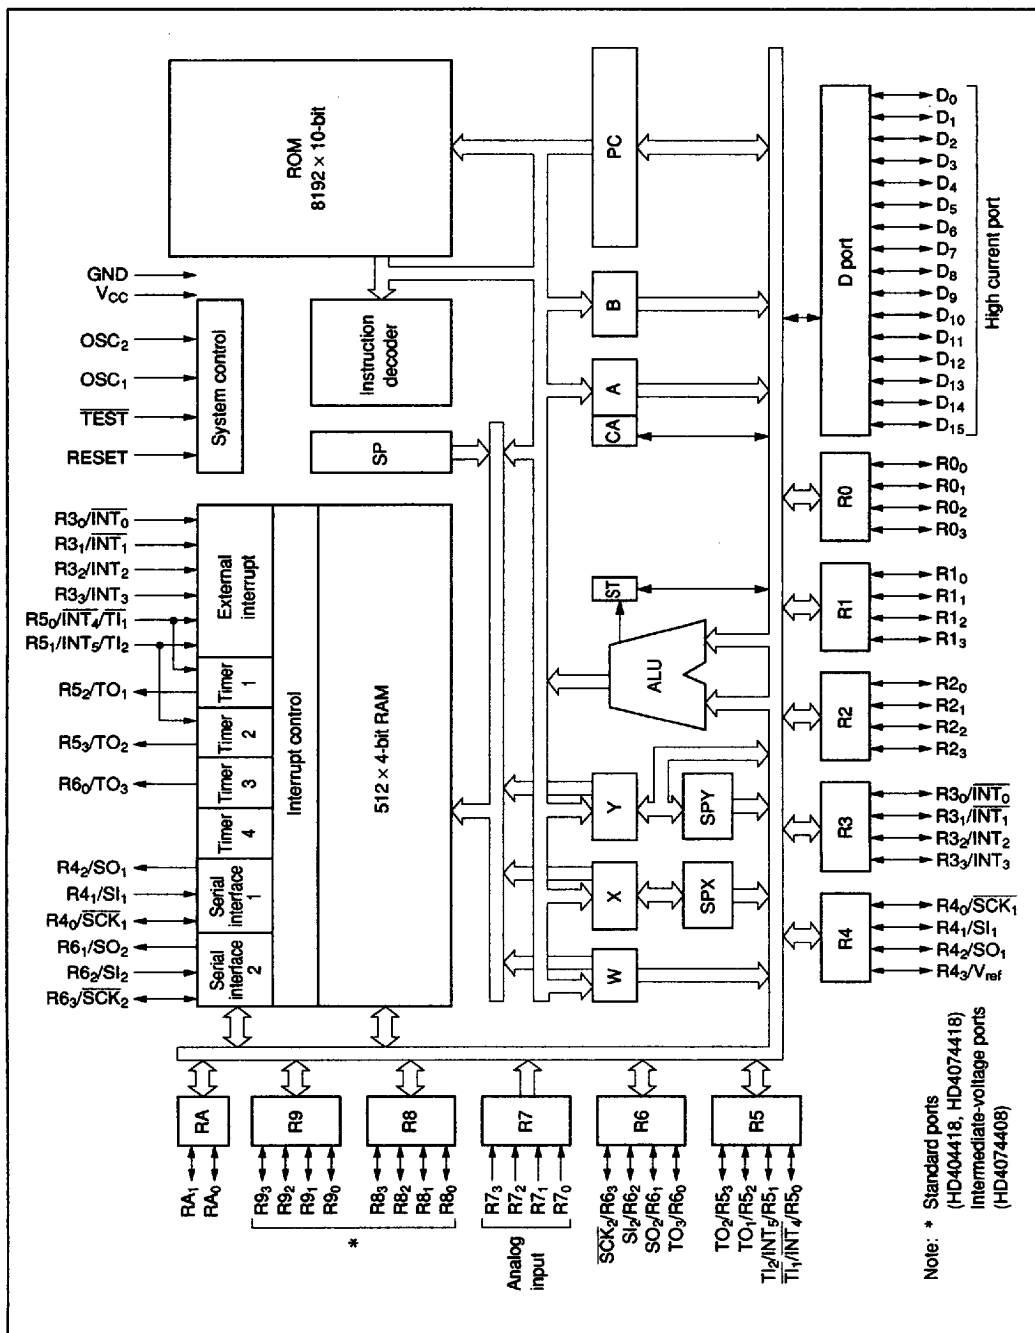 GND
VCC
OSC2
OSC1
TEST
RESET
System control
ROM
8192 × 10-bit
Instruction
decoder
SP
R30/INT0
R31/INT1
R32/INT2
R33/INT3
R50/INT4/TI1
R51/INT5/TI2
R52/TO1
R53/TO2
R60/TO3
R42/SO1
R41/SI1
R40/SCK1
R61/SO2
R62/SI2
R63/SCK2
External
interrupt
Timer
1
Timer
2
Timer
3
Timer
4
Serial
interface
1
Serial
interface
2
Interrupt control
512 × 4-bit RAM
PC
B
A
CA
ST
ALU
Y
SPY
X
SPX
W
D port
D0
D1
D2
D3
D4
D5
D6
D7
D8
D9
D10
D11
D12
D13
D14
D15
High current port
R0
R00
R01
R02
R03
R1
R10
R11
R12
R13
R2
R20
R21
R22
R23
R3
R30/INT0
R31/INT1
R32/INT2
R33/INT3
R4
R40/SCK1
R41/SI1
R42/SO1
R43/Vref
RA
RA1
RA0
R9
R93
R92
R91
R90
R8
R83
R82
R81
R80
*
R7
R73
R72
R71
R70
Analog
input
R6
SCK2/R63
SI2/R62
SO2/R61
TO3/R60
R5
TO2/R53
TO1/R52
TI2/INT5/R51
TI1/INT4/R50
Note: * Standard ports
(HD404418, HD4074418)
Intermediate-voltage ports
(HD4074408)